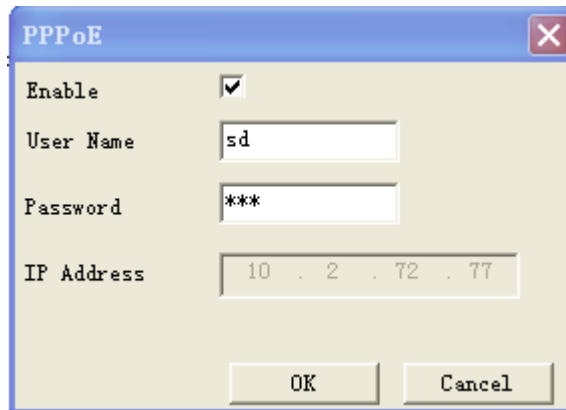 PPPoE
Enable
User Name sd
Password ***
IP Address 10 . 2 . 72 . 77
OK Cancel